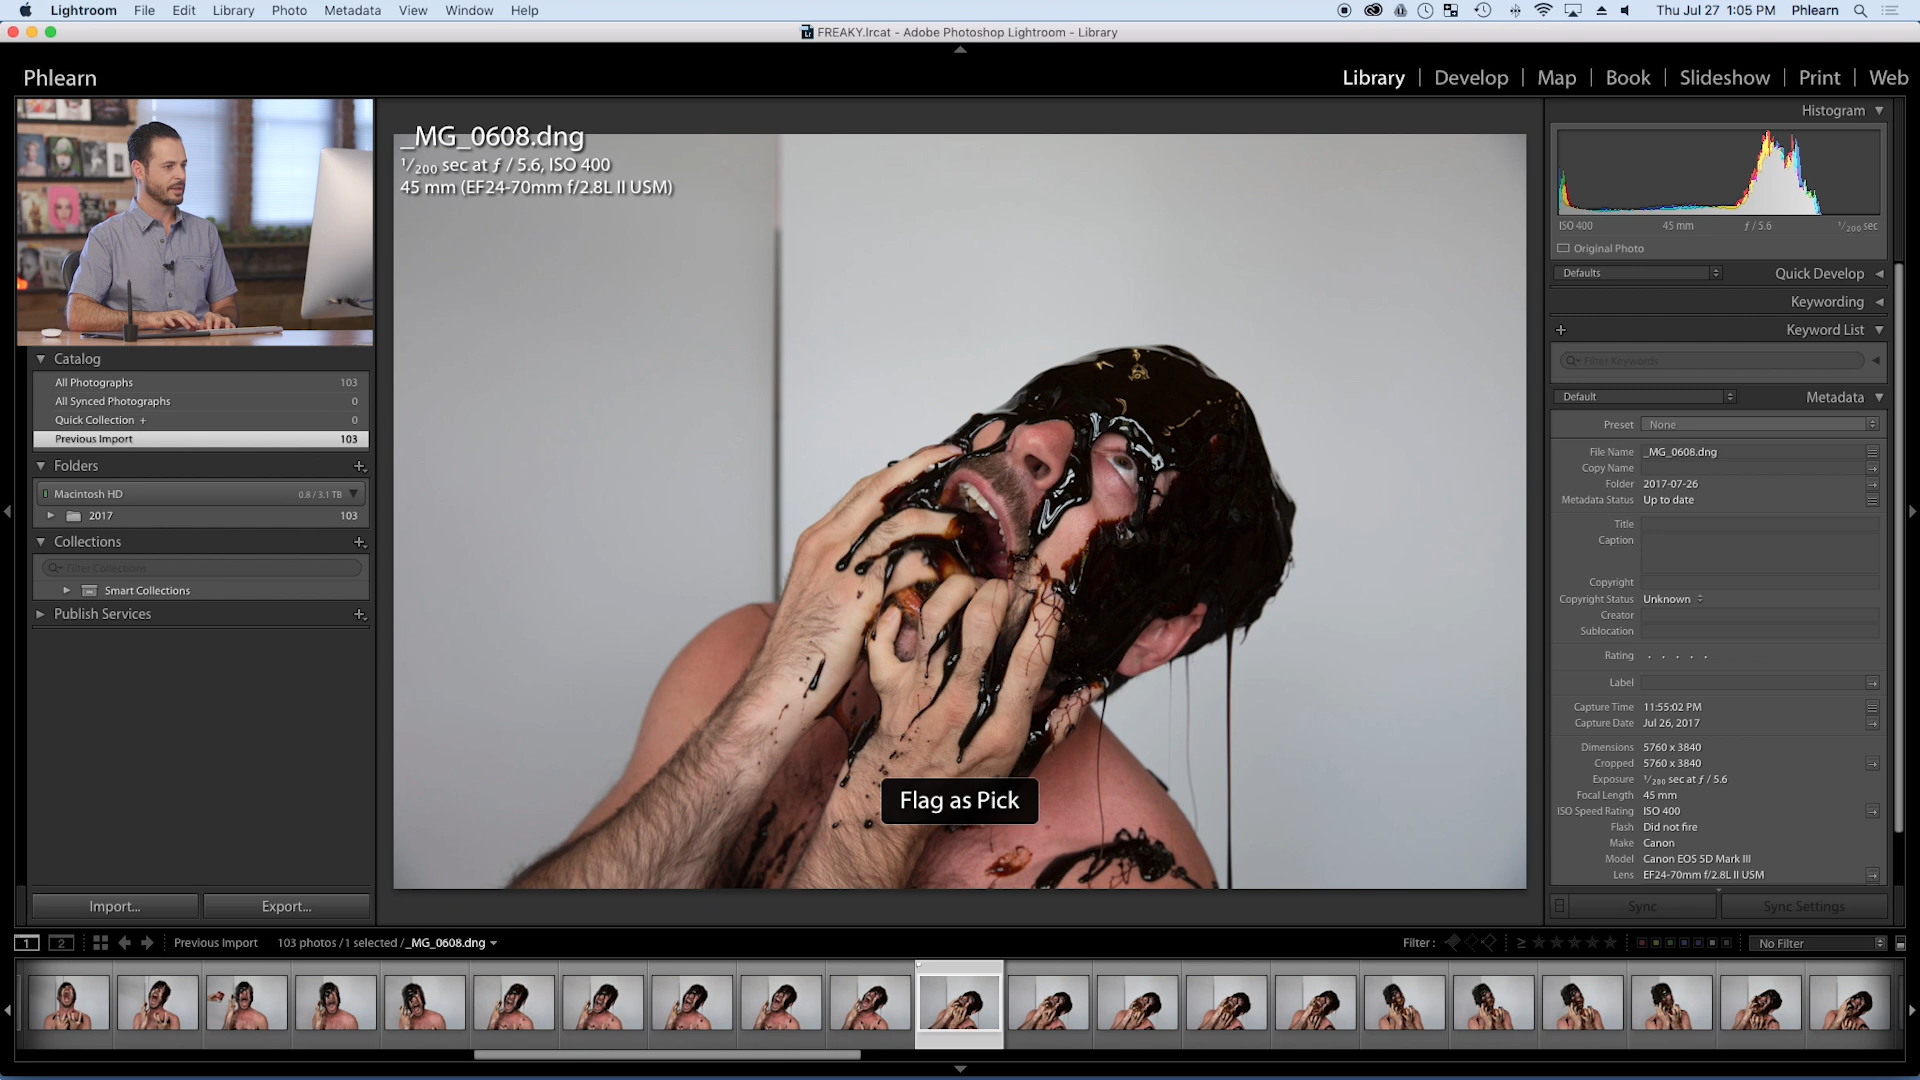 Lightroom File Edit Library Photo Metadata View Window Help Thu Jul 27 1:05 PM Phlearn
FREAKY.lrcat - Adobe Photoshop Lightroom - Library
Phlearn
Library | Develop | Map | Book | Slideshow | Print | Web
_MG_0608.dng
1/200 sec at ƒ / 5.6, ISO 400
45 mm (EF24-70mm f/2.8L II USM)
Flag as Pick
Catalog
All Photographs 103
All Synced Photographs 0
Quick Collection + 0
Previous Import 103
Folders
Macintosh HD 0.8 / 3.1 TB
2017 103
Collections
Filter Collections
Smart Collections
Publish Services
Import... Export...
Histogram
ISO 400 45 mm ƒ / 5.6 1/200 sec
Original Photo
Defaults Quick Develop
Keywording
Keyword List
Filter Keywords
Default Metadata
Preset None
File Name _MG_0608.dng
Copy Name
Folder 2017-07-26
Metadata Status Up to date
Title
Caption
Copyright
Copyright Status Unknown
Creator
Sublocation
Rating
Label
Capture Time 11:55:02 PM
Capture Date Jul 26, 2017
Dimensions 5760 x 3840
Cropped 5760 x 3840
Exposure 1/200 sec at ƒ / 5.6
Focal Length 45 mm
ISO Speed Rating ISO 400
Flash Did not fire
Make Canon
Model Canon EOS 5D Mark III
Lens EF24-70mm f/2.8L II USM
Sync Sync Settings
1 2 Previous Import 103 photos / 1 selected / _MG_0608.dng Filter : ≥ No Filter